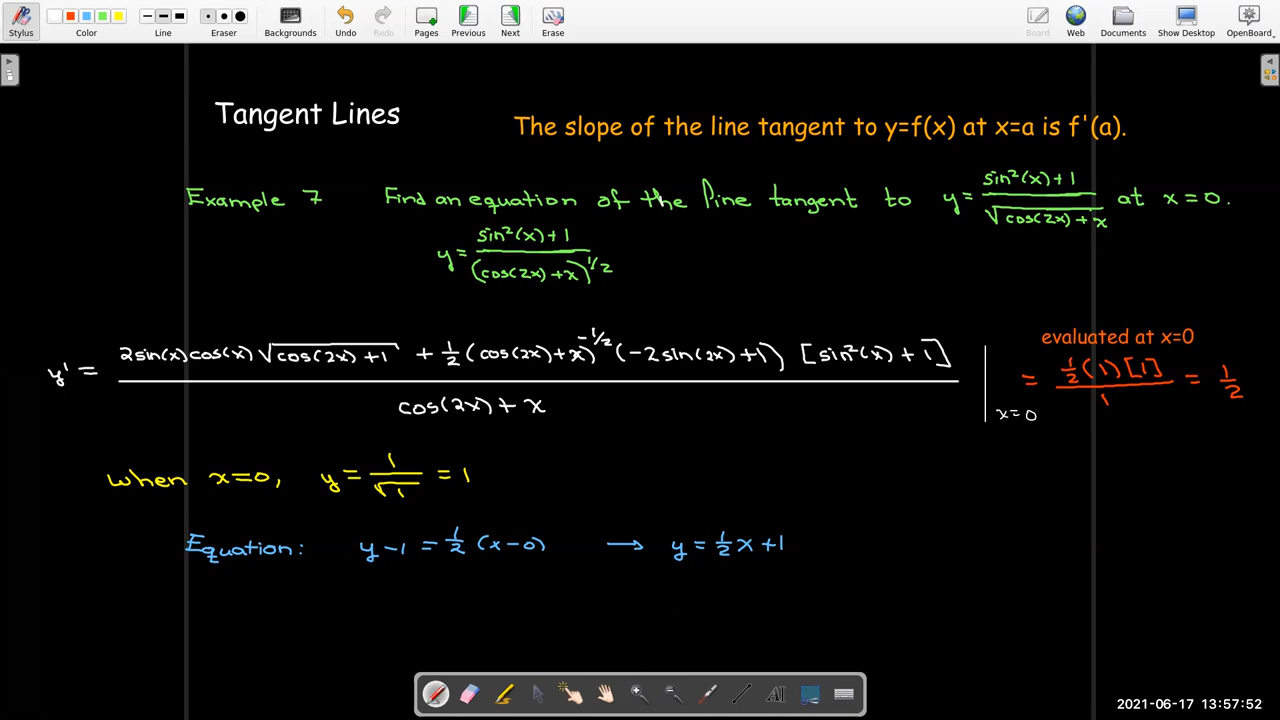 Stylus Color Line Eraser Backgrounds Undo Redo Pages Previous Next Erase Board Web Documents Show Desktop OpenBoard
Tangent Lines
The slope of the line tangent to y=f(x) at x=a is f'(a).
Example 7 Find an equation of the line tangent to y = (sin²(x)+1)/(√(cos(2x)+x)) at x=0.
y = (sin²(x)+1)/((cos(2x)+x)^1/2)
y' = (2sin(x)cos(x)√(cos(2x)+1) + 1/2(cos(2x)+x)^-1/2(-2sin(2x)+1) [sin²(x)+1])/(cos(2x)+x) |x=0
evaluated at x=0
= (1/2(1)[1])/1 = 1/2
when x=0, y = 1/√1 = 1
Equation: y-1 = 1/2 (x-0) → y = 1/2x+1
AI
2021-06-17 13:57:52